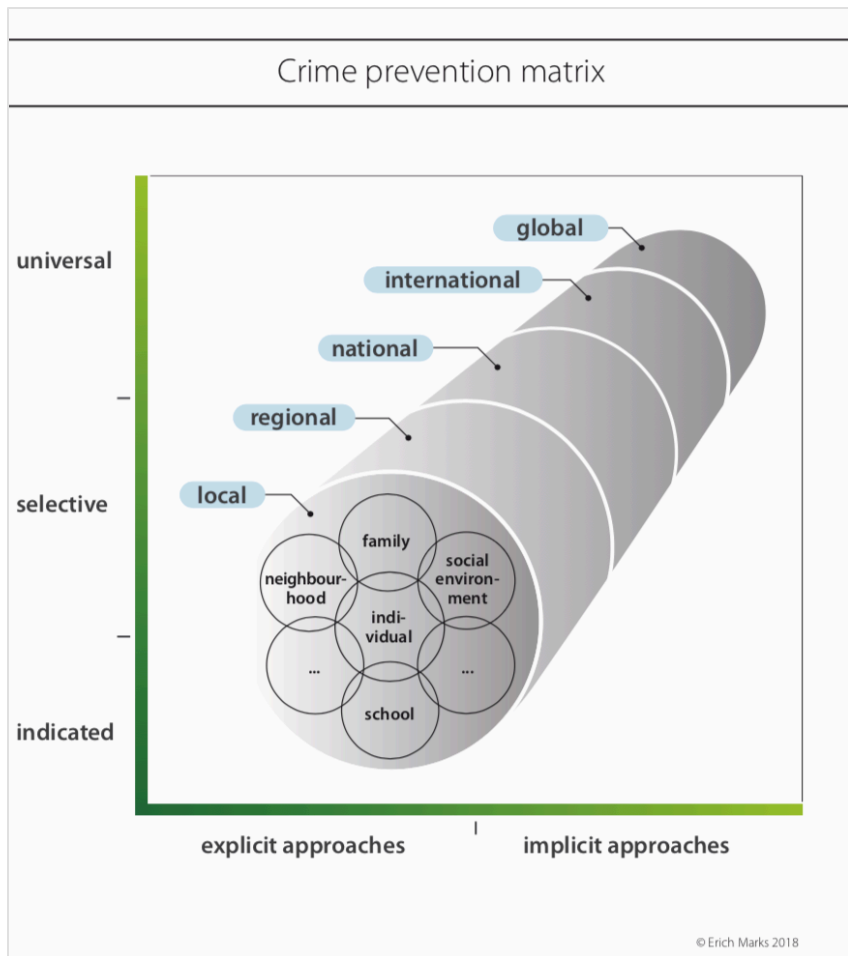 Crime prevention matrix
universal
global
international
national
regional
selective
local
family
neighbour-
hood
social
environ-
ment
indi-
vidual
...
...
school
indicated
explicit approaches
implicit approaches
© Erich Marks 2018